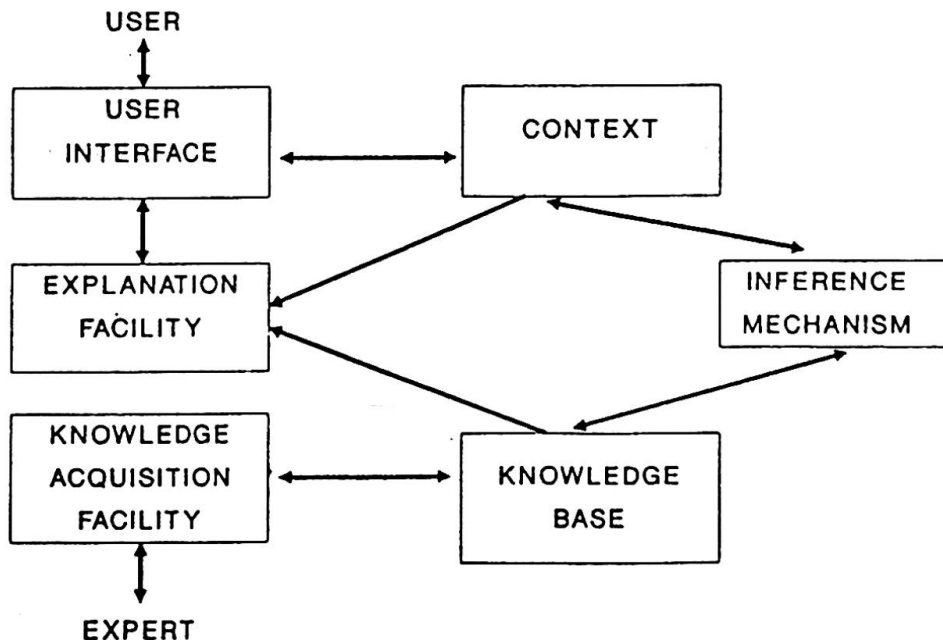 USER
USER
INTERFACE
CONTEXT
EXPLANATION
FACILITY
INFERENCE
MECHANISM
KNOWLEDGE
ACQUISITION
FACILITY
KNOWLEDGE
BASE
EXPERT